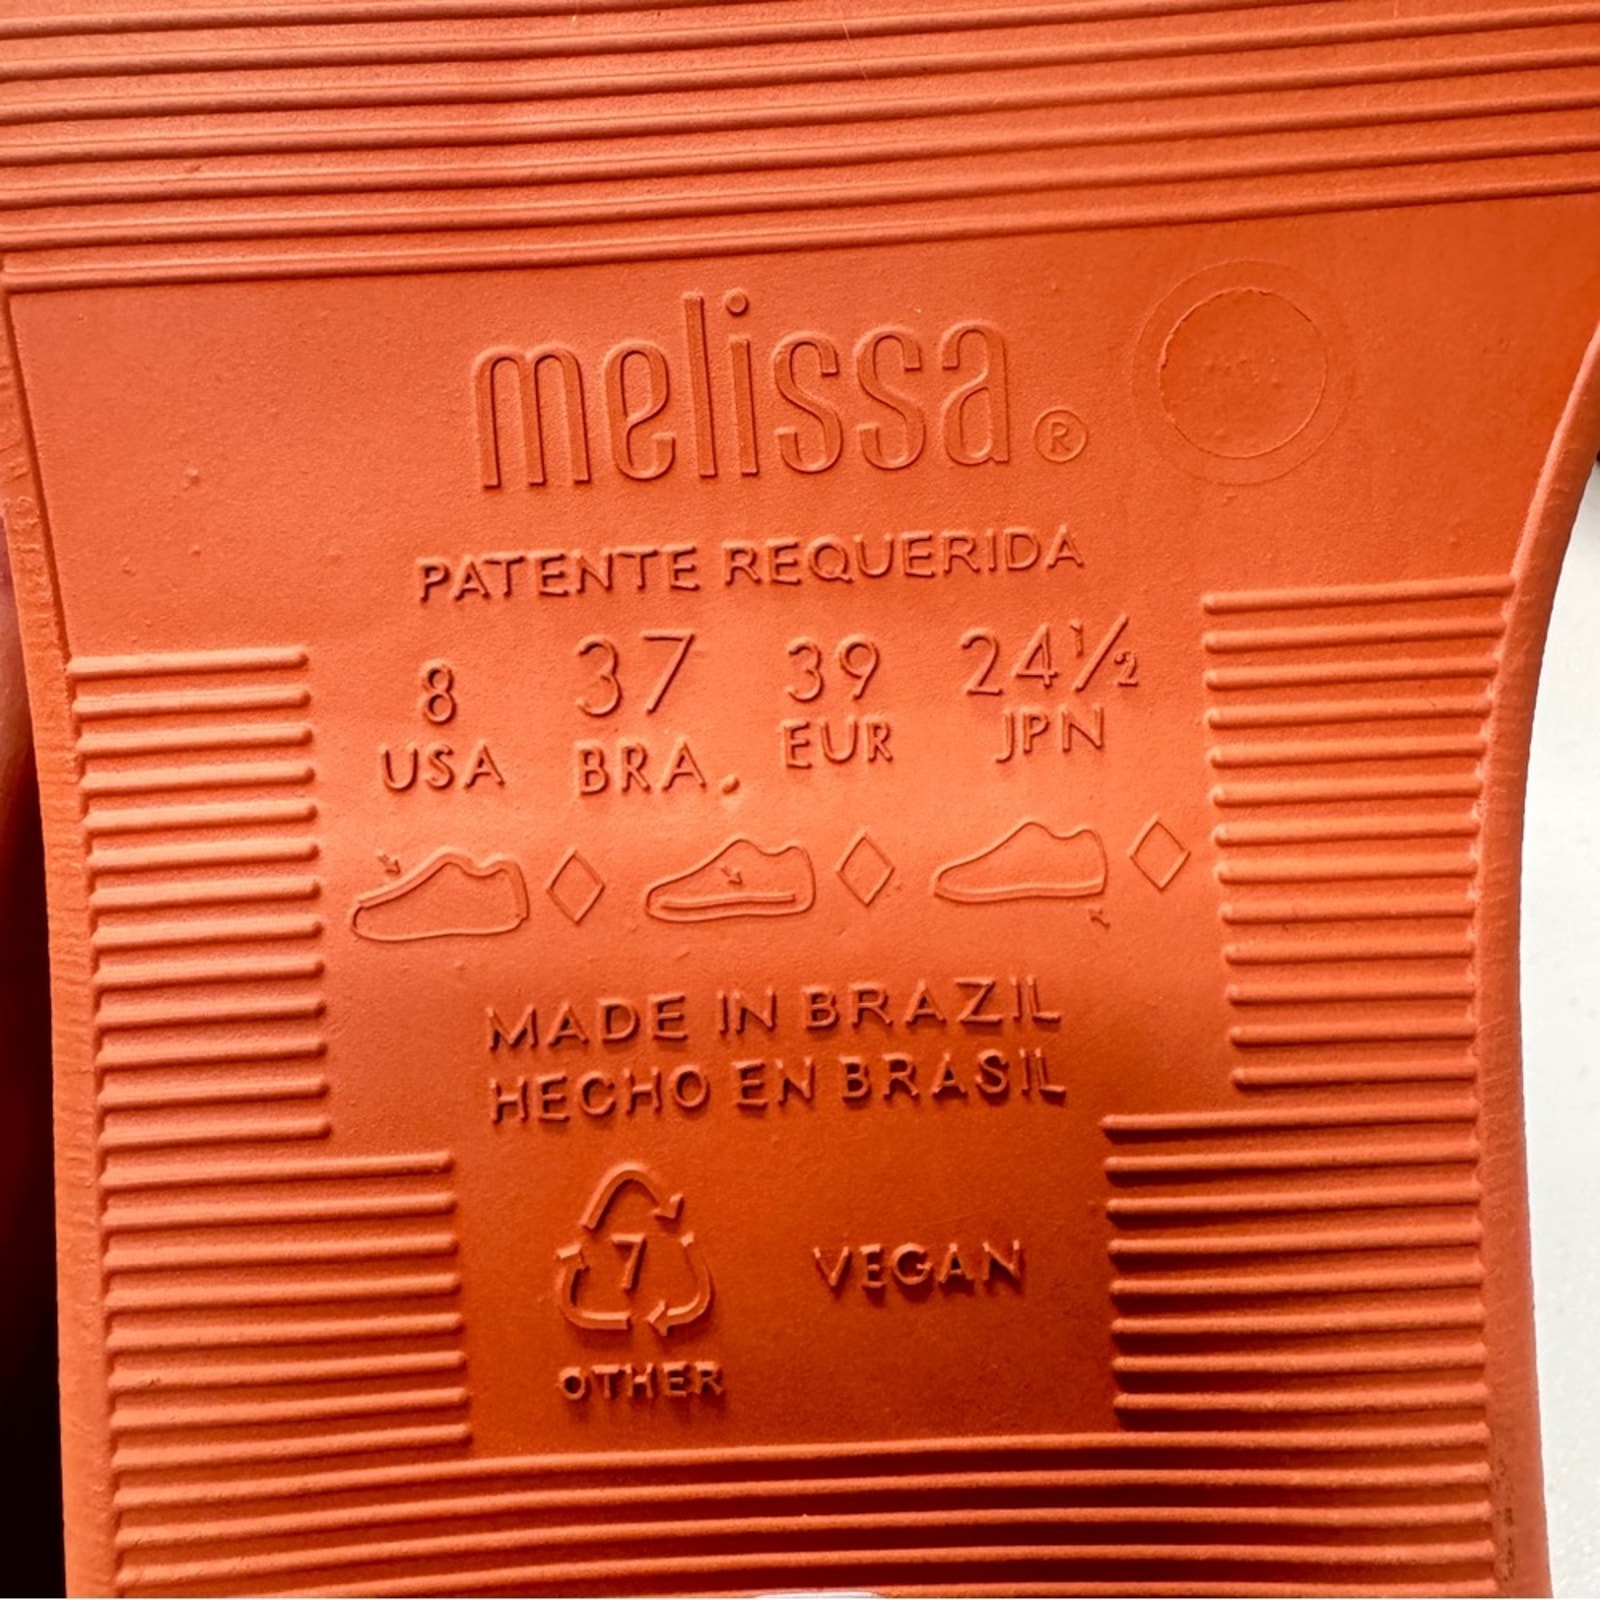 melissa®
PATENTE REQUERIDA
8 37 39 24½
USA BRA. EUR JPN
MADE IN BRAZIL
HECHO EN BRASIL
7 VEGAN
OTHER